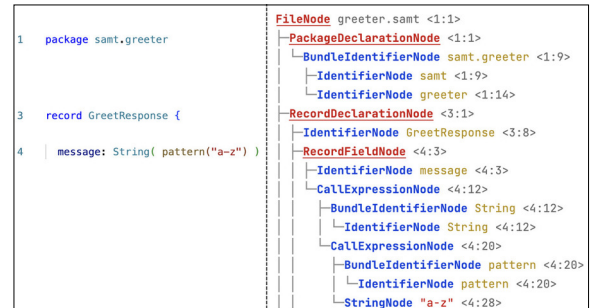 1 package samt.greeter
3 record GreetResponse {
4 message: String( pattern("a-z") )
FileNode greeter.samt <1:1>
PackageDeclarationNode <1:1>
BundleIdentifierNode samt.greeter <1:9>
IdentifierNode samt <1:9>
IdentifierNode greeter <1:14>
RecordDeclarationNode <3:1>
IdentifierNode GreetResponse <3:8>
RecordFieldNode <4:3>
IdentifierNode message <4:3>
CallExpressionNode <4:12>
BundleIdentifierNode String <4:12>
IdentifierNode String <4:12>
CallExpressionNode <4:20>
BundleIdentifierNode pattern <4:20>
IdentifierNode pattern <4:20>
StringNode "a-z" <4:28>